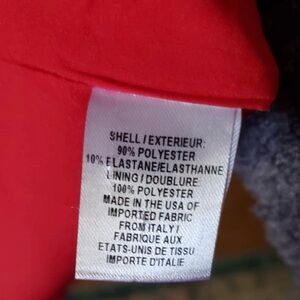 SHELL / EXTERIEUR:
90% POLYESTER
10% ELASTANE/ELASTHANNE
LINING / DOUBLURE:
100% POLYESTER
MADE IN THE USA OF
IMPORTED FABRIC
FROM ITALY /
FABRIQUE AUX
ETATS-UNIS DE TISSU
IMPORTE D'ITALIE